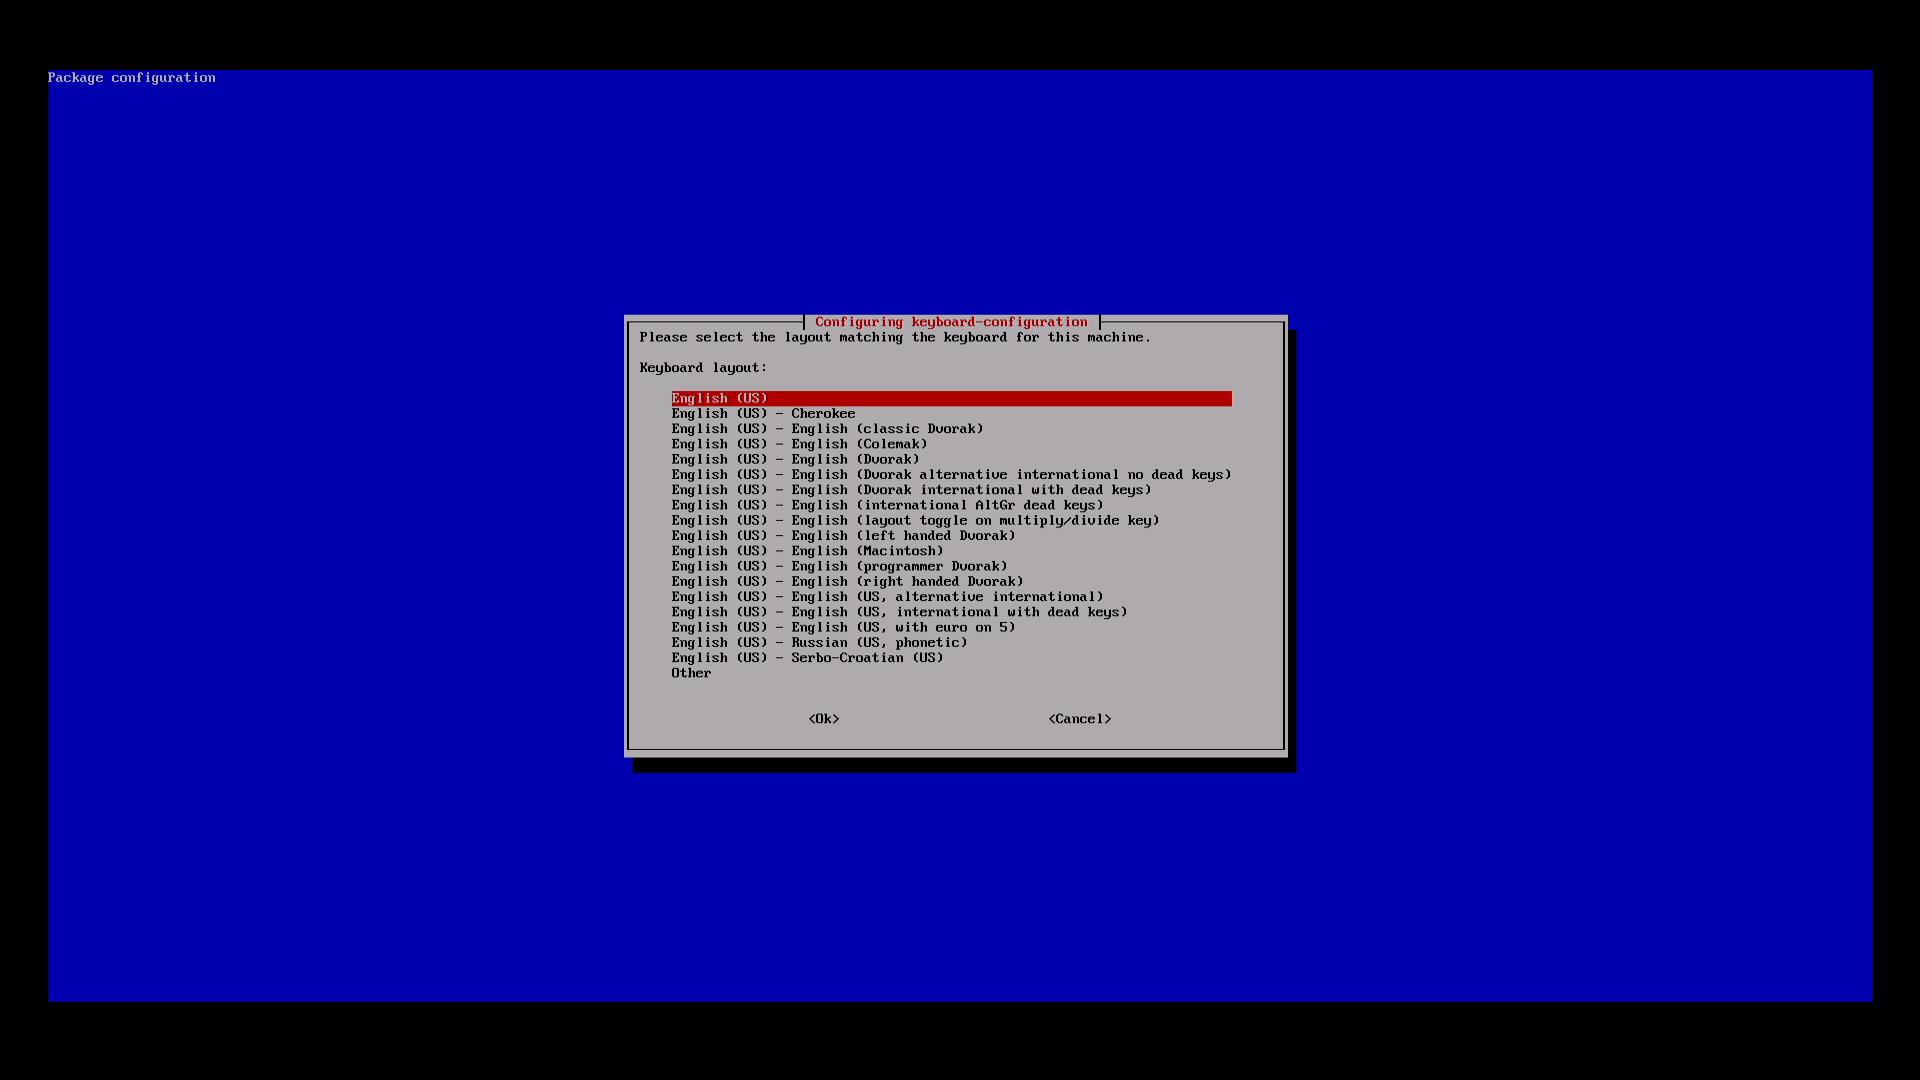 Package configuration
Configuring keyboard-configuration
Please select the layout matching the keyboard for this machine.
Keyboard layout:
English (US)
English (US) - Cherokee
English (US) - English (classic Dvorak)
English (US) - English (Colemak)
English (US) - English (Dvorak)
English (US) - English (Dvorak alternative international no dead keys)
English (US) - English (Dvorak international with dead keys)
English (US) - English (international AltGr dead keys)
English (US) - English (layout toggle on multiply/divide key)
English (US) - English (left handed Dvorak)
English (US) - English (Macintosh)
English (US) - English (programmer Dvorak)
English (US) - English (right handed Dvorak)
English (US) - English (US, alternative international)
English (US) - English (US, international with dead keys)
English (US) - English (US, with euro on 5)
English (US) - Russian (US, phonetic)
English (US) - Serbo-Croatian (US)
Other
<Ok> <Cancel>